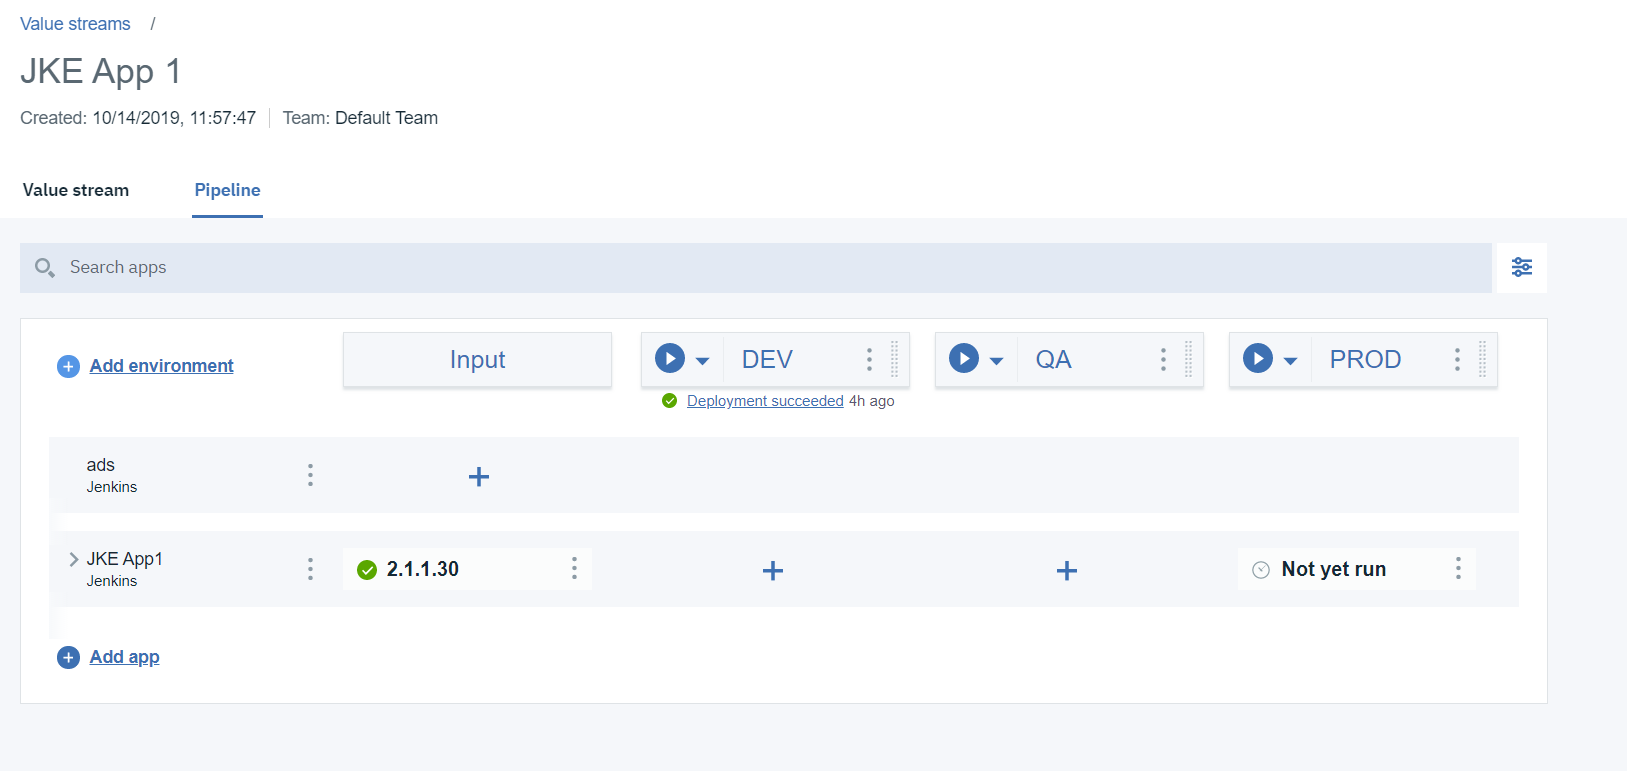 Value streams /
JKE App 1
Created: 10/14/2019, 11:57:47 Team: Default Team
Value stream Pipeline
Search apps
Add environment Input DEV QA PROD
Deployment succeeded 4h ago
ads
Jenkins
JKE App1 2.1.1.30 Not yet run
Jenkins
Add app